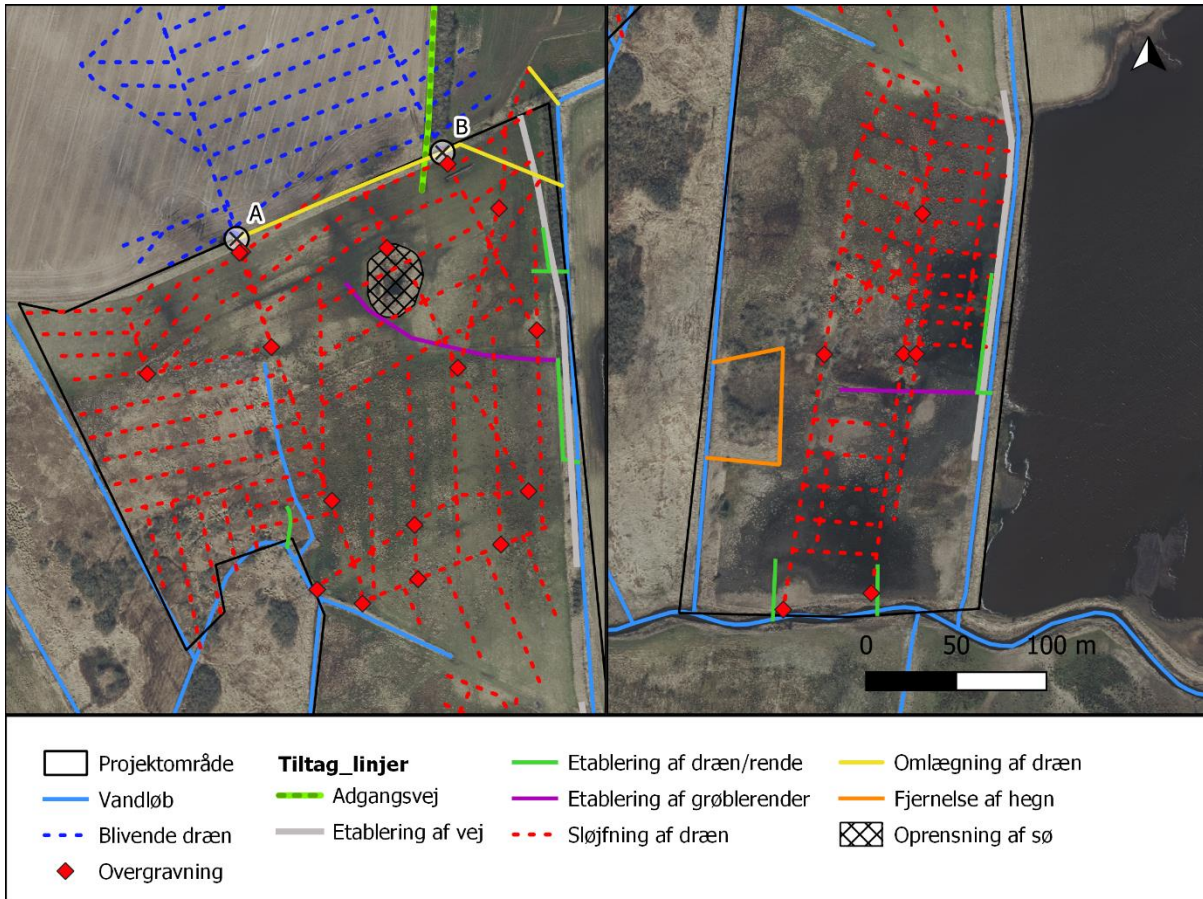 B
A
0 50 100 m
Projektområde
Vandløb
Blivende dræn
Overgravning
Tiltag_linjer
Adgangsvej
Etablering af vej
Etablering af dræn/rende
Etablering af grøblerender
Sløjfning af dræn
Omlægning af dræn
Fjernelse af hegn
Oprensning af sø